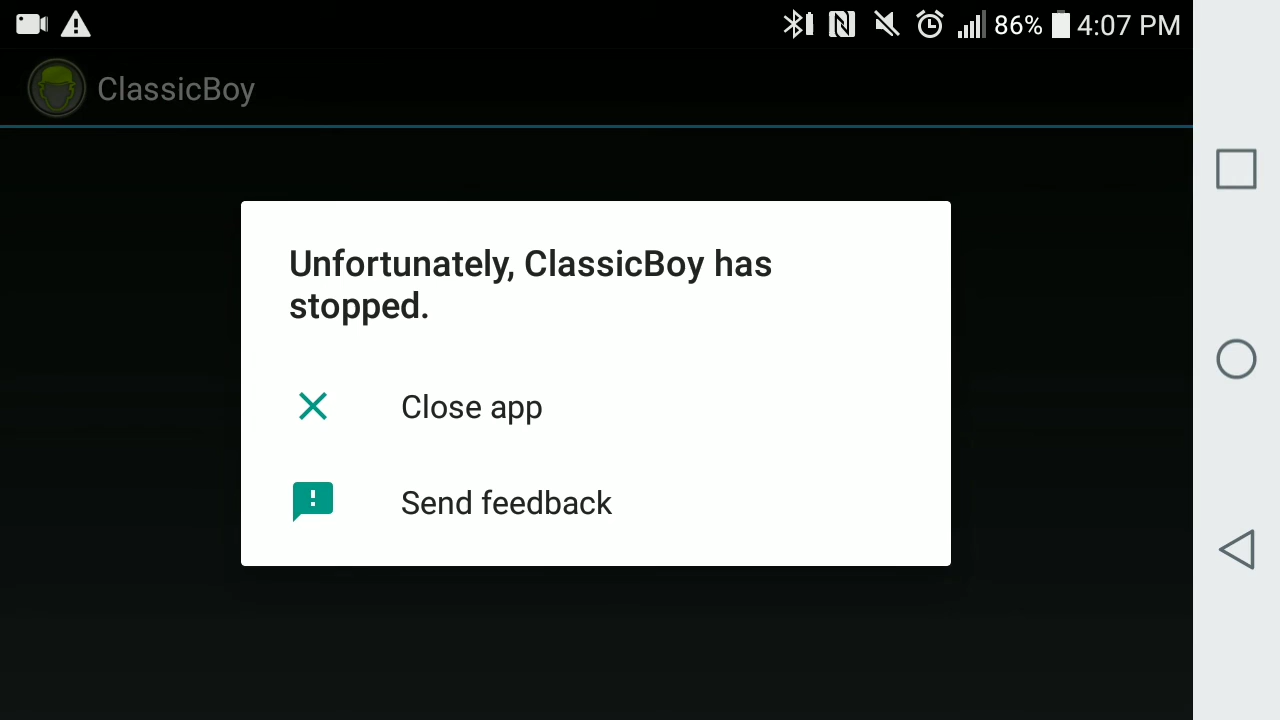 86% 4:07 PM
ClassicBoy
Unfortunately, ClassicBoy has
stopped.
Close app
Send feedback